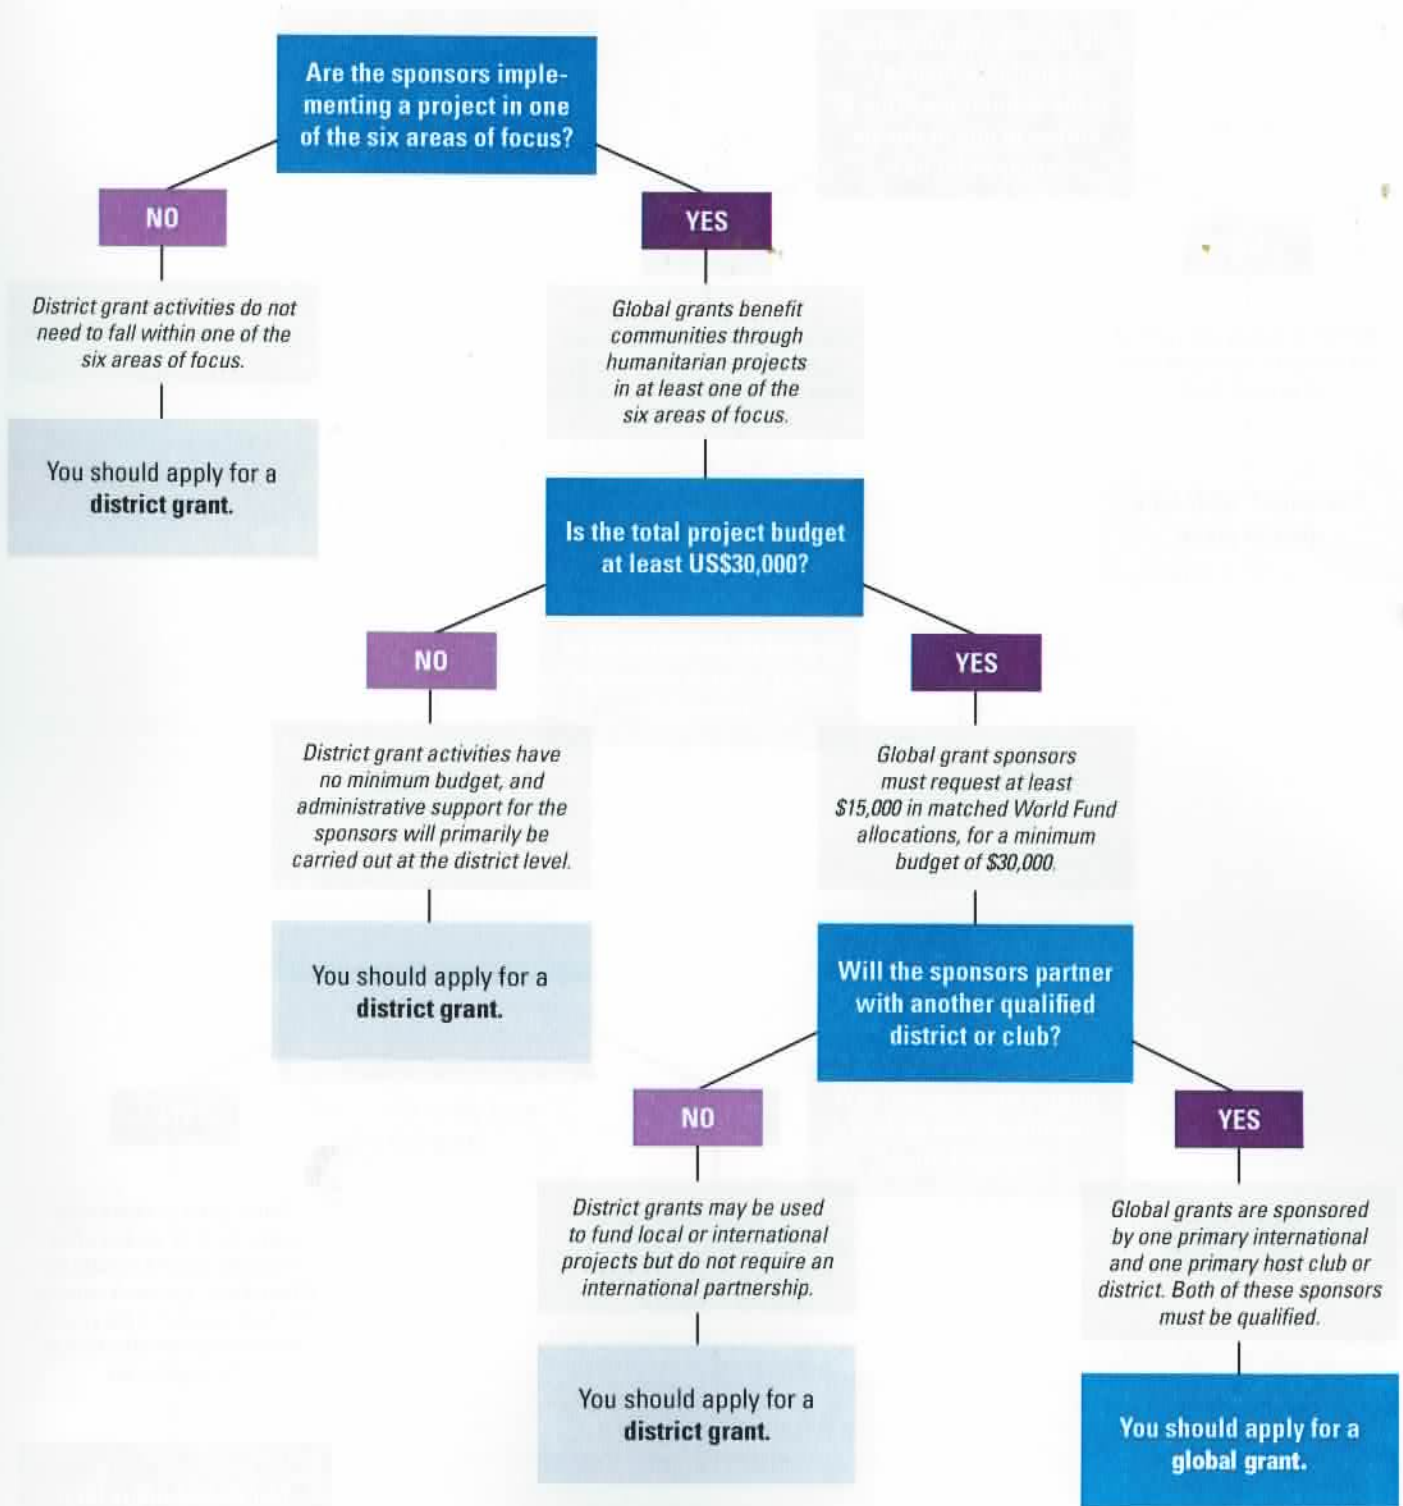 Are the sponsors imple-
menting a project in one
of the six areas of focus?
NO
District grant activities do not
need to fall within one of the
six areas of focus.
You should apply for a
district grant.
YES
Global grants benefit
communities through
humanitarian projects
in at least one of the
six areas of focus.
Is the total project budget
at least US$30,000?
NO
District grant activities have
no minimum budget, and
administrative support for the
sponsors will primarily be
carried out at the district level.
You should apply for a
district grant.
YES
Global grant sponsors
must request at least
$15,000 in matched World Fund
allocations, for a minimum
budget of $30,000.
Will the sponsors partner
with another qualified
district or club?
NO
District grants may be used
to fund local or international
projects but do not require an
international partnership.
You should apply for a
district grant.
YES
Global grants are sponsored
by one primary international
and one primary host club or
district. Both of these sponsors
must be qualified.
You should apply for a
global grant.